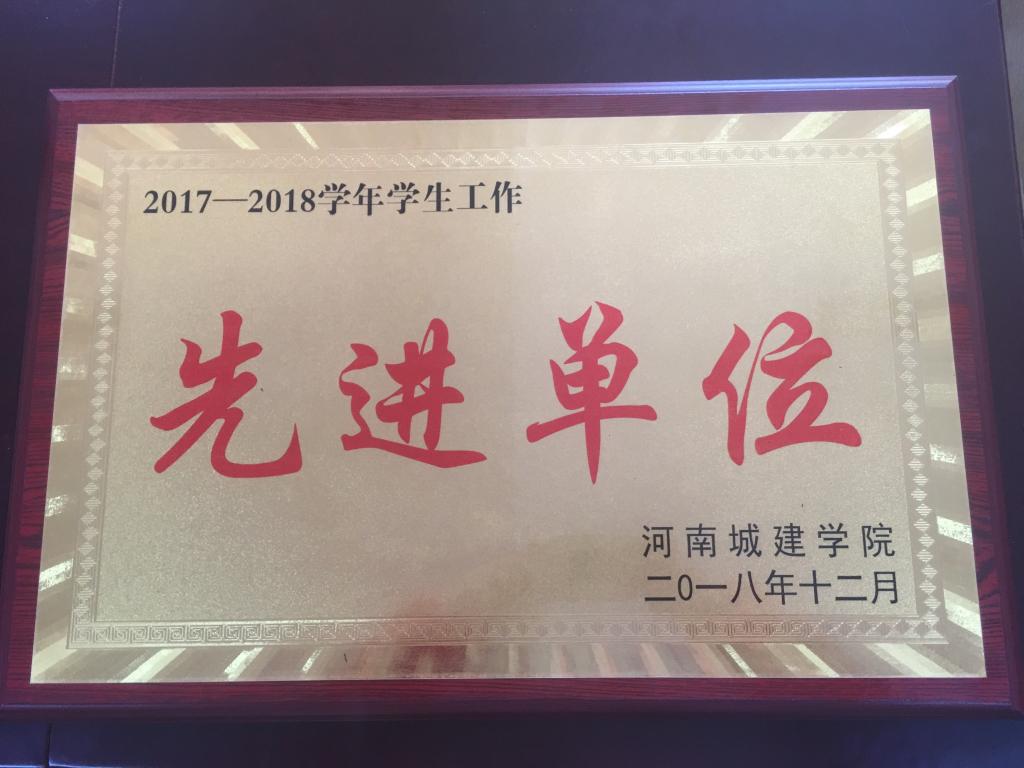 2017—2018学年学生工作
先进单位
河南城建学院
二0一八年十二月